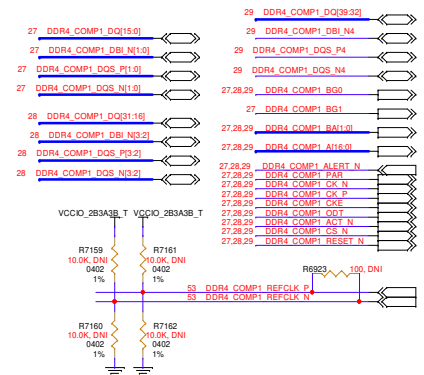 27 DDR4_COMP1_DQ[15:0]
27 DDR4_COMP1_DBI_N[1:0]
27 DDR4_COMP1_DQS_P[1:0]
27 DDR4_COMP1_DQS_N[1:0]
28 DDR4_COMP1_DQ[31:16]
28 DDR4_COMP1_DBI_N[3:2]
28 DDR4_COMP1_DQS_P[3:2]
28 DDR4_COMP1_DQS_N[3:2]
29 DDR4_COMP1_DQ[39:32]
29 DDR4_COMP1_DBI_N4
29 DDR4_COMP1_DQS_P4
29 DDR4_COMP1_DQS_N4
27,28,29 DDR4_COMP1_BG0
27 DDR4_COMP1_BG1
27,28,29 DDR4_COMP1_BA[1:0]
27,28,29 DDR4_COMP1_A[16:0]
27,28,29 DDR4_COMP1_ALERT_N
27,28,29 DDR4_COMP1_PAR
27,28,29 DDR4_COMP1_CK_N
27,28,29 DDR4_COMP1_CK_P
27,28,29 DDR4_COMP1_CKE
27,28,29 DDR4_COMP1_ODT
27,28,29 DDR4_COMP1_ACT_N
27,28,29 DDR4_COMP1_CS_N
27,28,29 DDR4_COMP1_RESET_N
VCCIO_2B3A3B_T VCCIO_2B3A3B_T
R7159
10.0K, DNI
0402
1%
R7161
10.0K, DNI
0402
1%
R6923 100, DNI
53 DDR4_COMP1_REFCLK_P
53 DDR4_COMP1_REFCLK_N
R7160
10.0K, DNI
0402
1%
R7162
10.0K, DNI
0402
1%